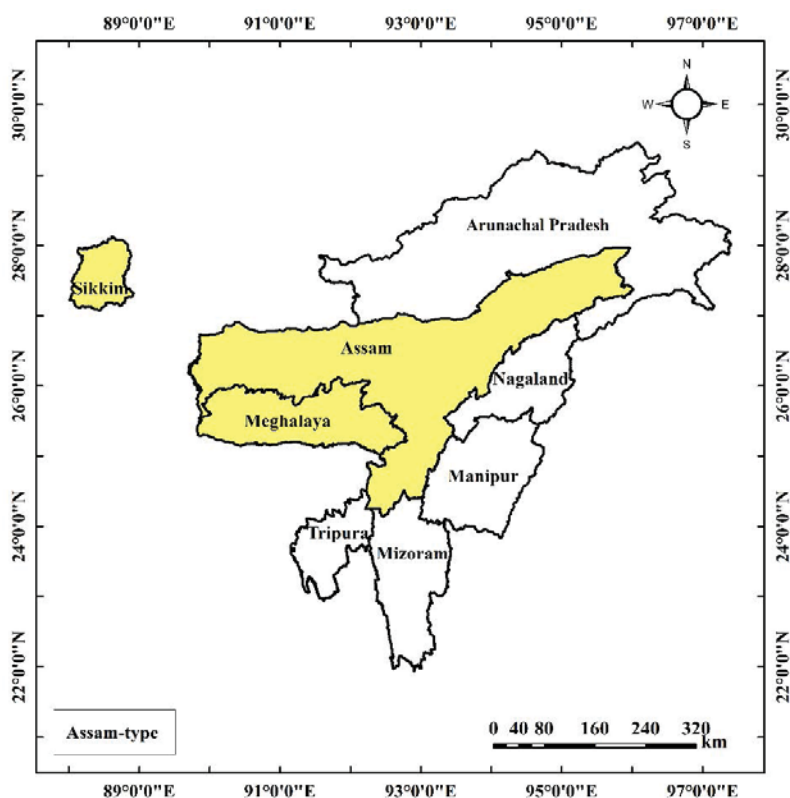 89°0'0"E 91°0'0"E 93°0'0"E 95°0'0"E 97°0'0"E
N
W E
S
30°0'0"N 30°0'0"N
Arunachal Pradesh
28°0'0"N 28°0'0"N
Sikkim
Assam
Nagaland
26°0'0"N 26°0'0"N
Meghalaya
Manipur
24°0'0"N 24°0'0"N
Tripura
Mizoram
22°0'0"N 22°0'0"N
Assam-type
0 40 80 160 240 320
km
89°0'0"E 91°0'0"E 93°0'0"E 95°0'0"E 97°0'0"E